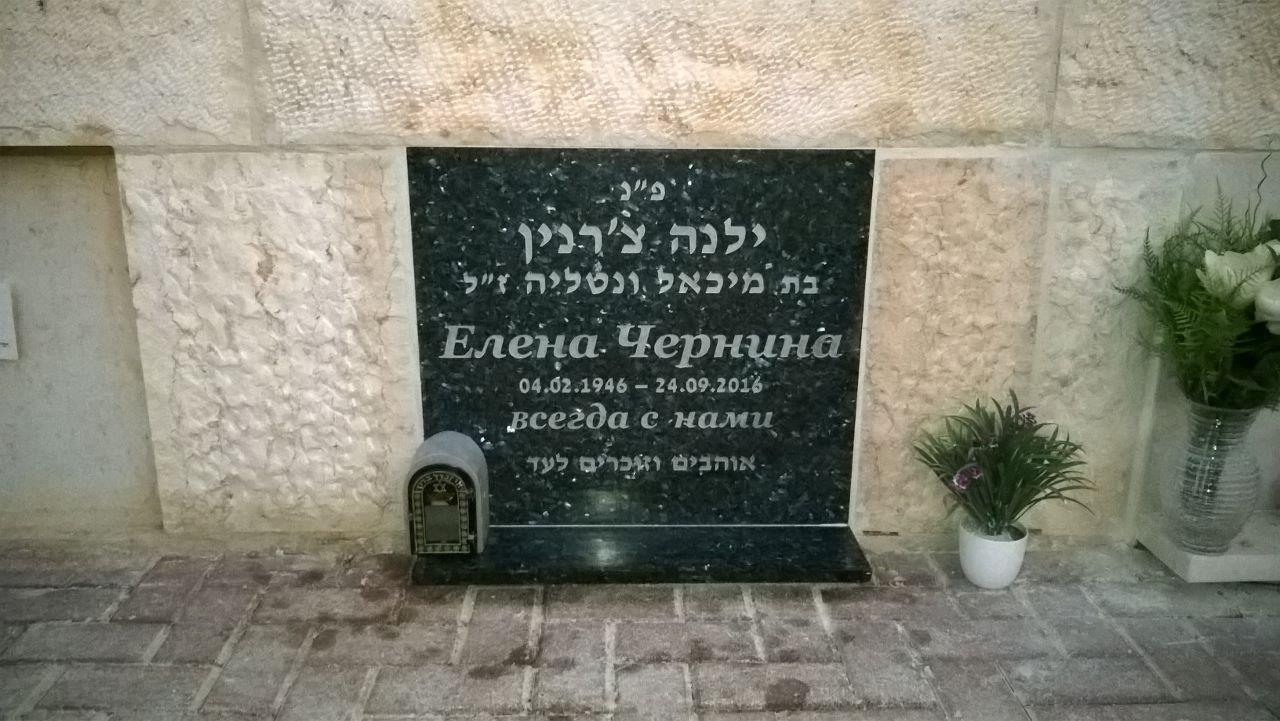 פ״נ
ילנה צ׳רנין
בת מיכאל ונטליה ז״ל
Елена Чернина
04.02.1946 – 24.09.2016
всегда с нами
אוהבים וזוכרים לעד